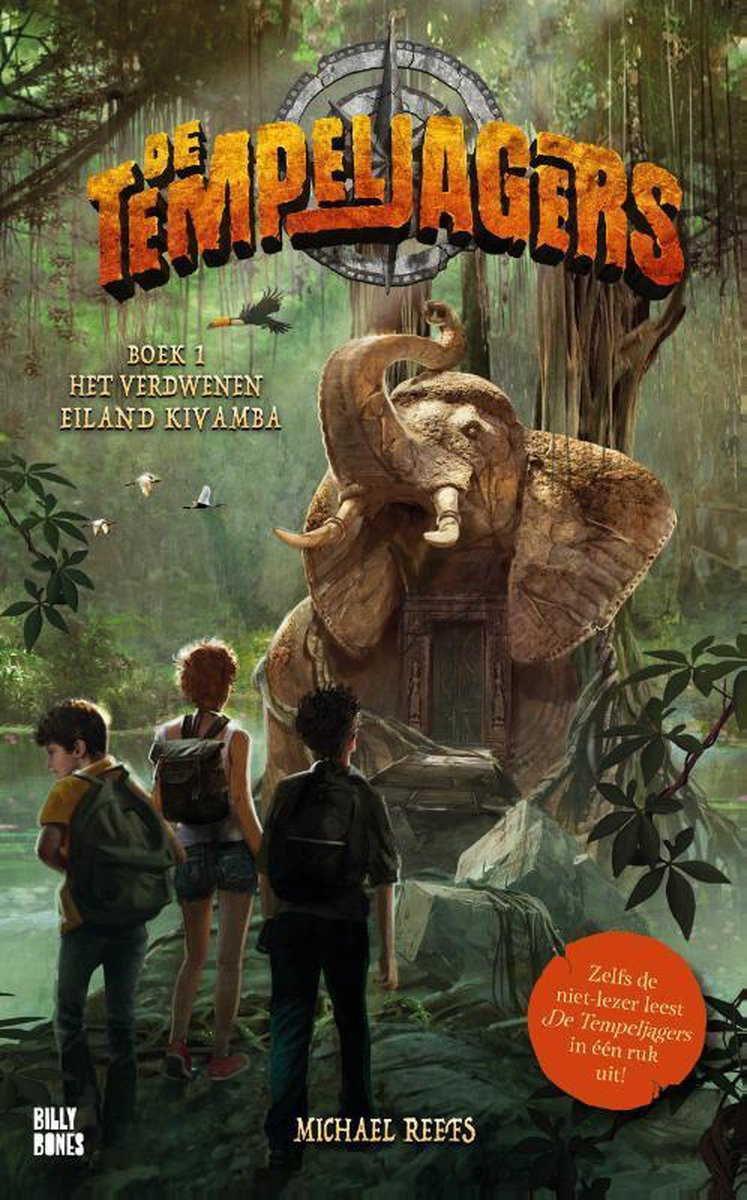 DE
TEMPELJAGERS
BOEK 1
HET VERDWENEN
EILAND KIVAMBA
Zelfs de
niet-lezer leest
De Tempeljagers
in één ruk
uit!
BILLY
BONES
MICHAEL REEFS